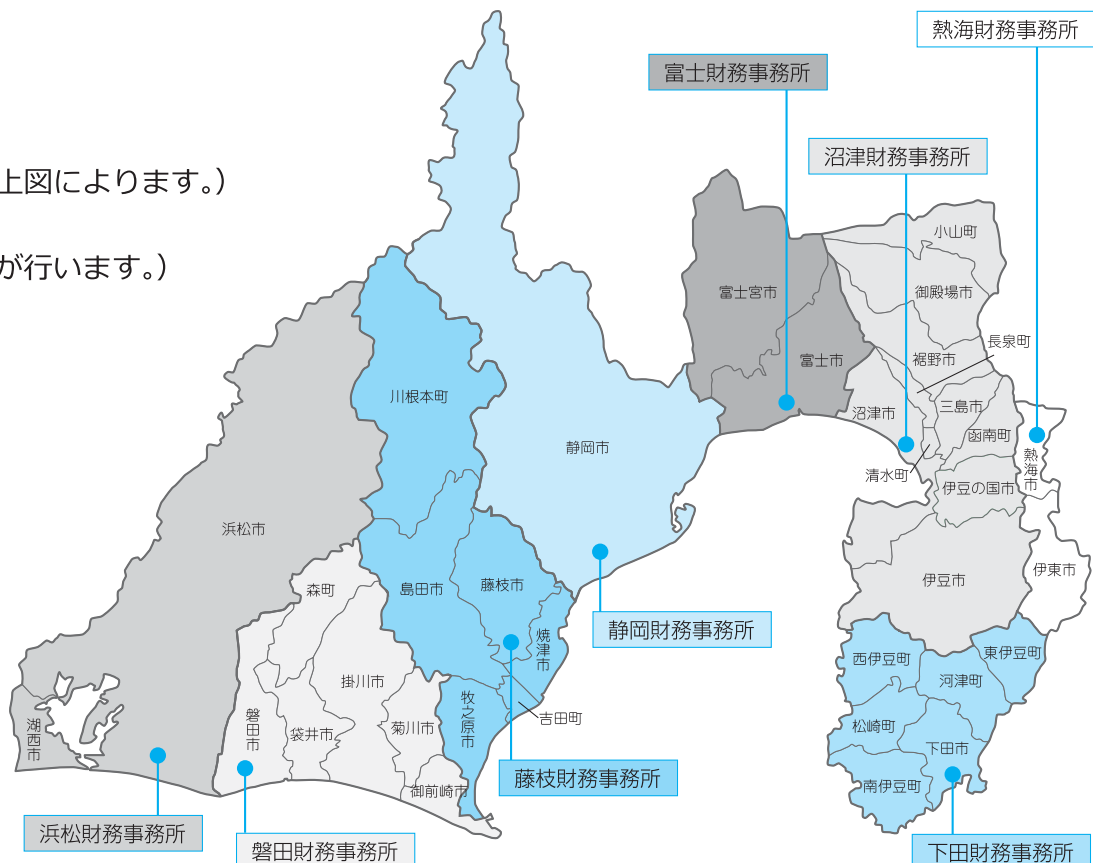 熱海財務事務所
富士財務事務所
沼津財務事務所
上図によります。）
が行います。）
小山町
御殿場市
富士宮市
長泉町
裾野市
富士市
川根本町
三島市
沼津市
函南町
静岡市
熱海市
清水町
伊豆の国市
浜松市
伊東市
伊豆市
森町
島田市
藤枝市
静岡財務事務所
焼津市
西伊豆町
東伊豆町
河津町
掛川市
牧之原市
吉田町
磐田市
袋井市
菊川市
湖西市
松崎町
下田市
藤枝財務事務所
南伊豆町
御前崎市
浜松財務事務所
磐田財務事務所
下田財務事務所